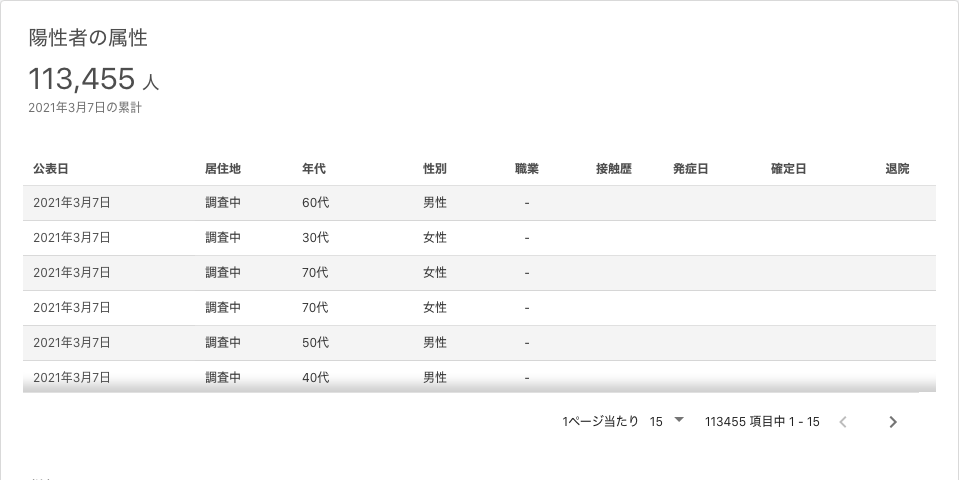 陽性者の属性
113,455 人
2021年3月7日の累計
公表日 居住地 年代 性別 職業 接触歴 発症日 確定日 退院
2021年3月7日 調査中 60代 男性 -
2021年3月7日 調査中 30代 女性 -
2021年3月7日 調査中 70代 女性 -
2021年3月7日 調査中 70代 女性 -
2021年3月7日 調査中 50代 男性 -
2021年3月7日 調査中 40代 男性 -
1ページ当たり 15 113455 項目中 1 - 15